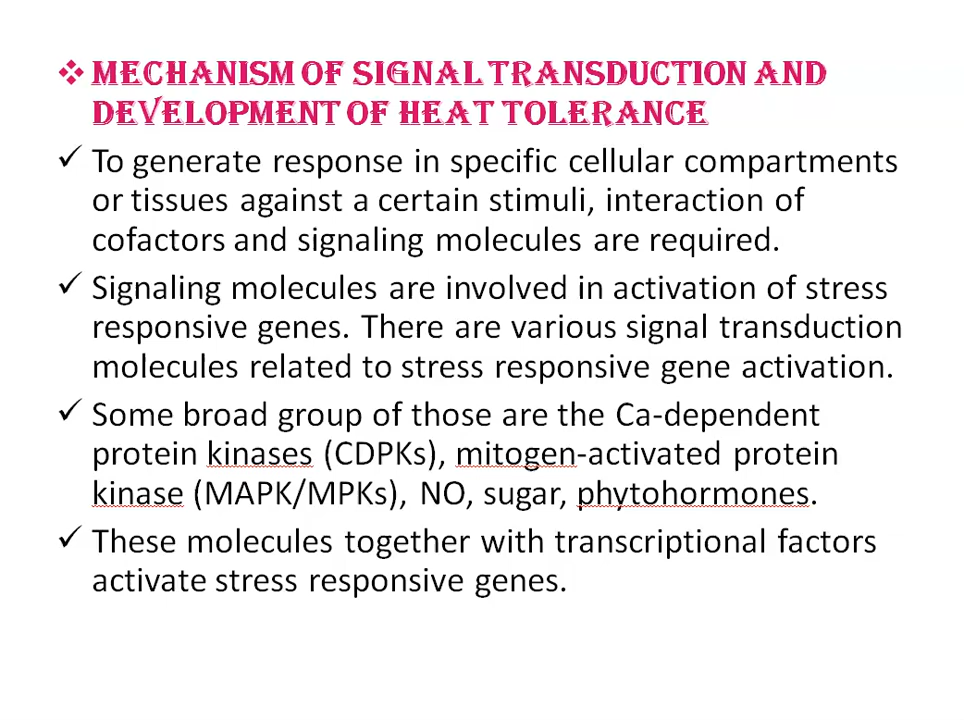 ❖ MECHANISM OF SIGNAL TRANSDUCTION AND
DEVELOPMENT OF HEAT TOLERANCE
✓ To generate response in specific cellular compartments
or tissues against a certain stimuli, interaction of
cofactors and signaling molecules are required.
✓ Signaling molecules are involved in activation of stress
responsive genes. There are various signal transduction
molecules related to stress responsive gene activation.
✓ Some broad group of those are the Ca-dependent
protein kinases (CDPKs), mitogen-activated protein
kinase (MAPK/MPKs), NO, sugar, phytohormones.
✓ These molecules together with transcriptional factors
activate stress responsive genes.